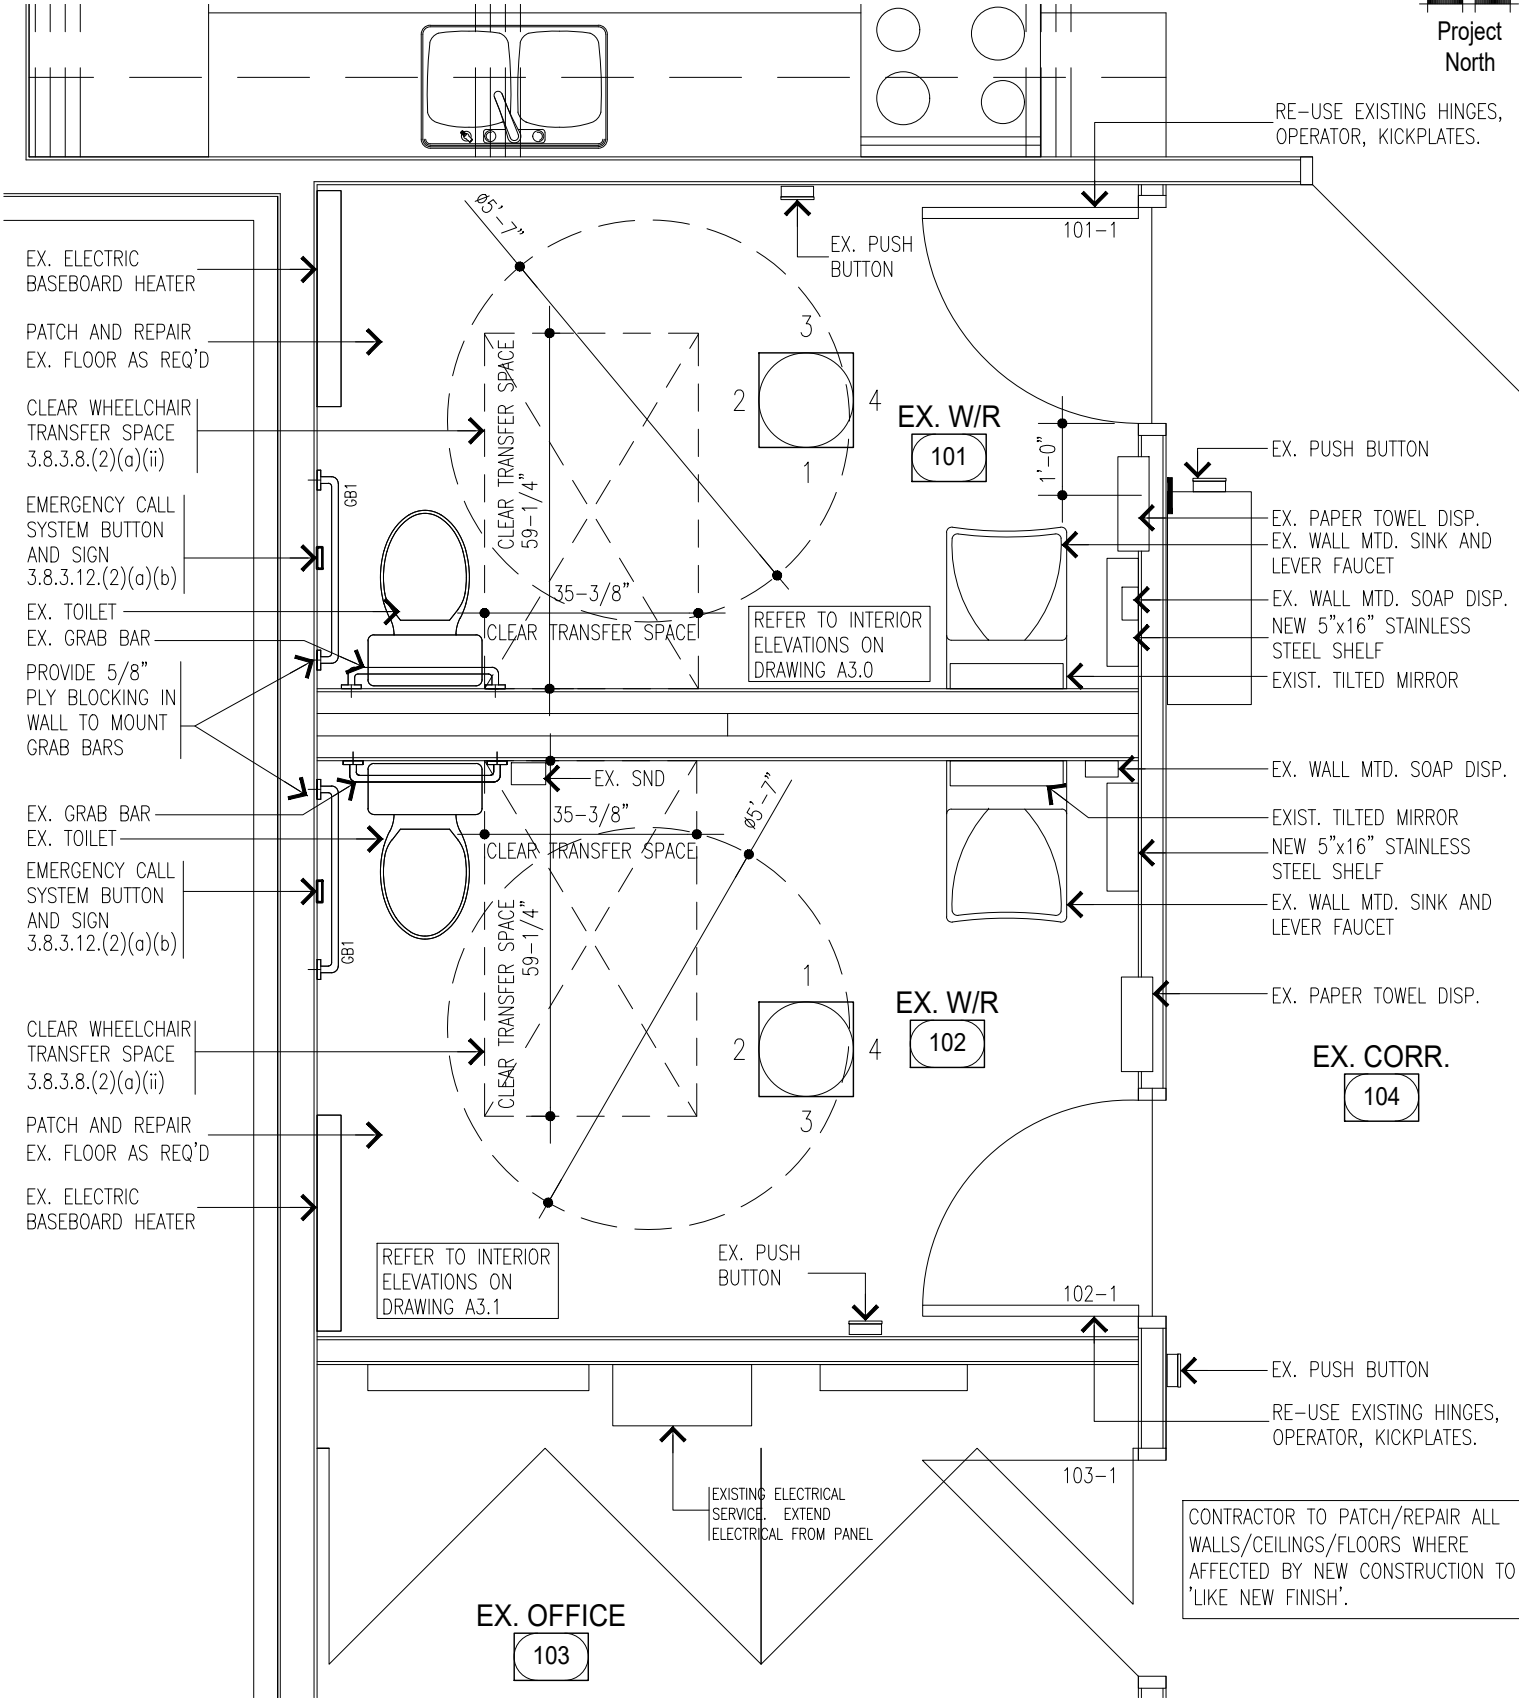 Project
North
RE-USE EXISTING HINGES,
OPERATOR, KICKPLATES.
101-1
ø5'-7"
EX. PUSH
BUTTON
EX. ELECTRIC
BASEBOARD HEATER
PATCH AND REPAIR
EX. FLOOR AS REQ'D
CLEAR WHEELCHAIR
TRANSFER SPACE
3.8.3.8.(2)(a)(ii)
EMERGENCY CALL
SYSTEM BUTTON
AND SIGN
3.8.3.12.(2)(a)(b)
EX. TOILET
EX. GRAB BAR
PROVIDE 5/8"
PLY BLOCKING IN
WALL TO MOUNT
GRAB BARS
EX. GRAB BAR
EX. TOILET
EMERGENCY CALL
SYSTEM BUTTON
AND SIGN
3.8.3.12.(2)(a)(b)
CLEAR WHEELCHAIR
TRANSFER SPACE
3.8.3.8.(2)(a)(ii)
PATCH AND REPAIR
EX. FLOOR AS REQ'D
EX. ELECTRIC
BASEBOARD HEATER
GB1
CLEAR TRANSFER SPACE
59-1/4"
35-3/8"
CLEAR TRANSFER SPACE
3
2
4
1
EX. W/R
101
1'-0"
REFER TO INTERIOR
ELEVATIONS ON
DRAWING A3.0
EX. PUSH BUTTON
EX. PAPER TOWEL DISP.
EX. WALL MTD. SINK AND
LEVER FAUCET
EX. WALL MTD. SOAP DISP.
NEW 5"x16" STAINLESS
STEEL SHELF
EXIST. TILTED MIRROR
EX. WALL MTD. SOAP DISP.
EXIST. TILTED MIRROR
NEW 5"x16" STAINLESS
STEEL SHELF
EX. WALL MTD. SINK AND
LEVER FAUCET
EX. PAPER TOWEL DISP.
EX. SND
35-3/8"
CLEAR TRANSFER SPACE
ø5'-7"
GB1
CLEAR TRANSFER SPACE
59-1/4"
1
2
4
3
EX. W/R
102
EX. CORR.
104
REFER TO INTERIOR
ELEVATIONS ON
DRAWING A3.1
EX. PUSH
BUTTON
102-1
EX. PUSH BUTTON
RE-USE EXISTING HINGES,
OPERATOR, KICKPLATES.
103-1
EXISTING ELECTRICAL
SERVICE. EXTEND
ELECTRICAL FROM PANEL
CONTRACTOR TO PATCH/REPAIR ALL
WALLS/CEILINGS/FLOORS WHERE
AFFECTED BY NEW CONSTRUCTION TO
'LIKE NEW FINISH'.
EX. OFFICE
103